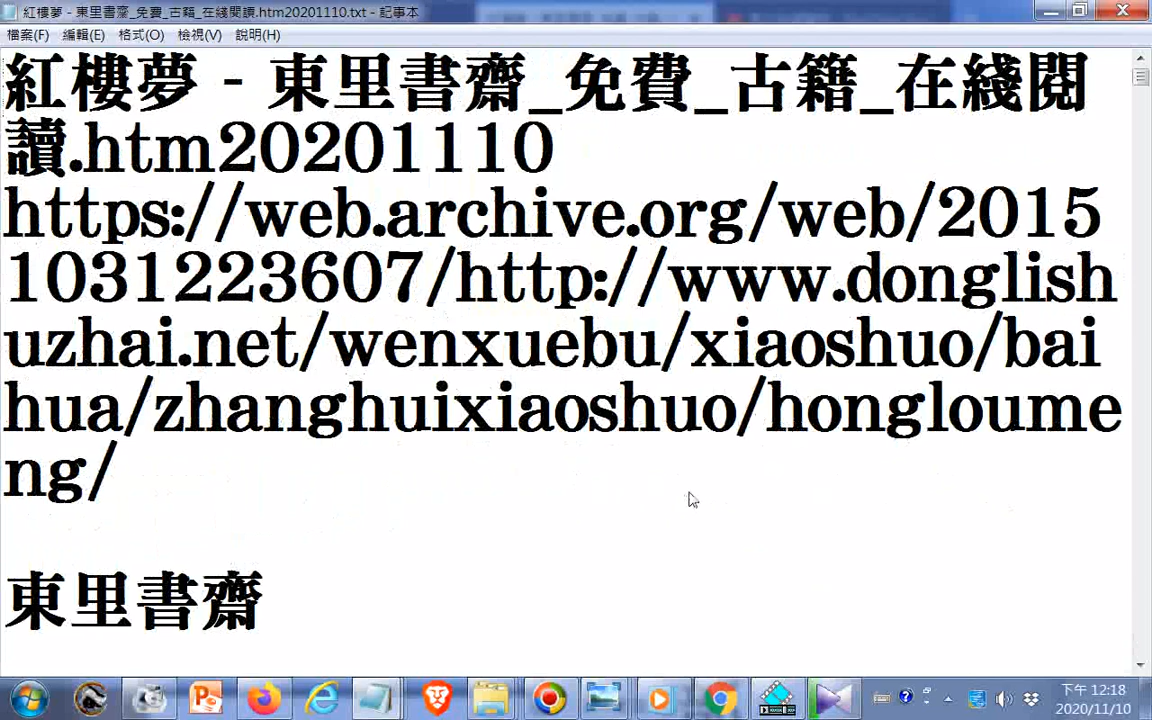 紅樓夢 - 東里書齋_免費_古籍_在綫閱讀.htm20201110.txt - 記事本
檔案(F) 編輯(E) 格式(O) 檢視(V) 說明(H)
紅樓夢 - 東里書齋_免費_古籍_在綫閱
讀.htm20201110
https://web.archive.org/web/2015
1031223607/http://www.donglish
uzhai.net/wenxuebu/xiaoshuo/bai
hua/zhanghuixiaoshuo/hongloume
ng/
東里書齋
下午 12:18
2020/11/10